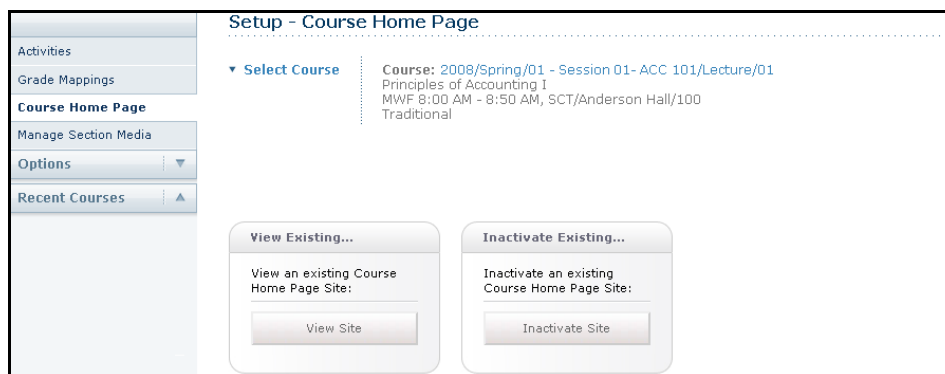 Setup - Course Home Page
Activities
Grade Mappings
Course Home Page
Manage Section Media
Options
Recent Courses
Select Course
Course: 2008/Spring/01 - Session 01- ACC 101/Lecture/01
Principles of Accounting I
MWF 8:00 AM - 8:50 AM, SCT/Anderson Hall/100
Traditional
View Existing...
View an existing Course
Home Page Site:
View Site
Inactivate Existing...
Inactivate an existing
Course Home Page Site:
Inactivate Site